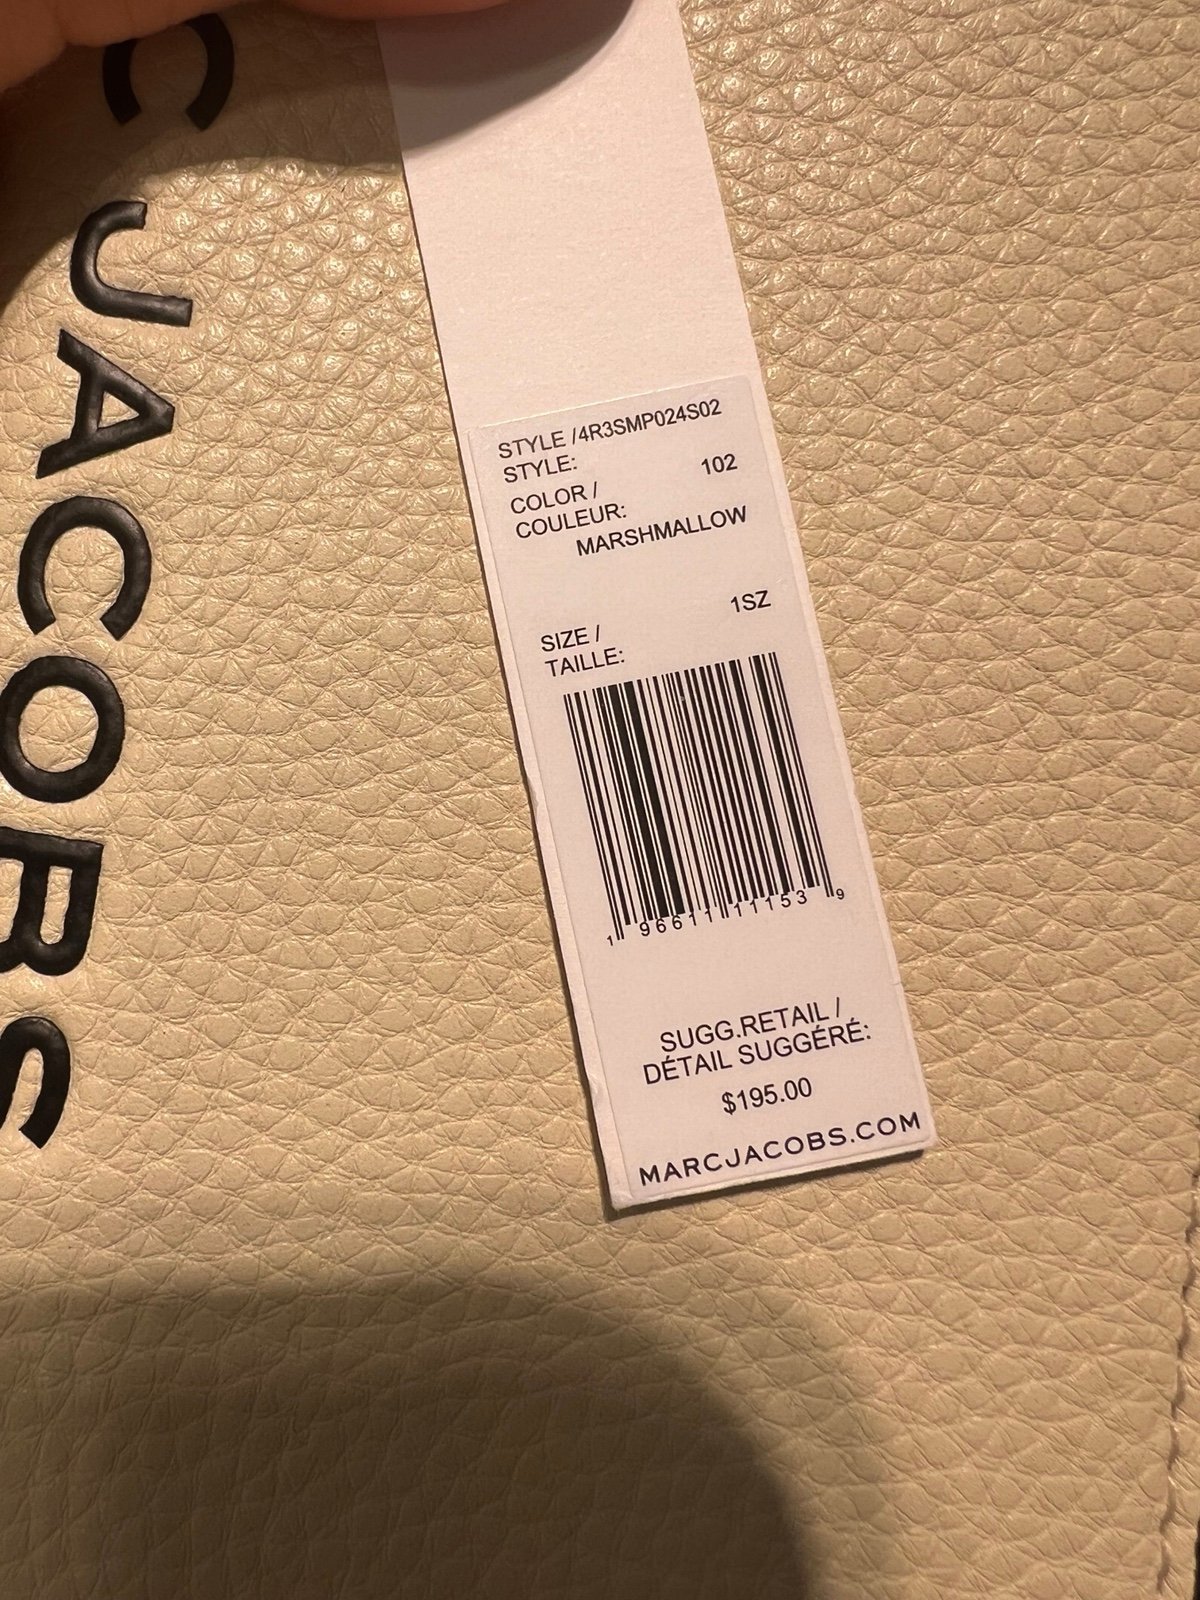 C JACOBS
STYLE /4R3SMP024S02
STYLE:
102
COLOR /
COULEUR:
MARSHMALLOW
1SZ
SIZE /
TAILLE:
1 96611 11153 9
SUGG.RETAIL /
DÉTAIL SUGGÉRÉ:
$195.00
MARCJACOBS.COM